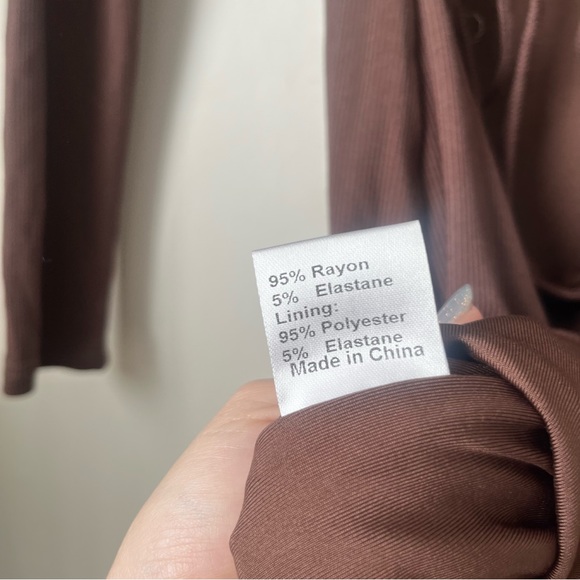 95% Rayon
5% Elastane
Lining:
95% Polyester
5% Elastane
Made in China